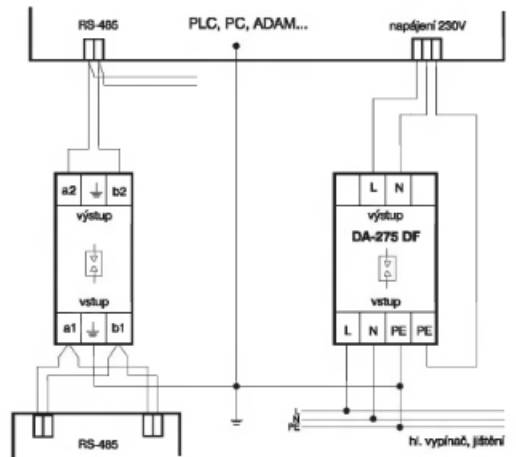 RS-485 PLC, PC, ADAM... napájení 230V
a2 b2
výstup
vstup
a1 b1
L N
výstup
DA-275 DF
vstup
L N PE PE
RS-485
L
N
PE
hl. vypínač, jištění